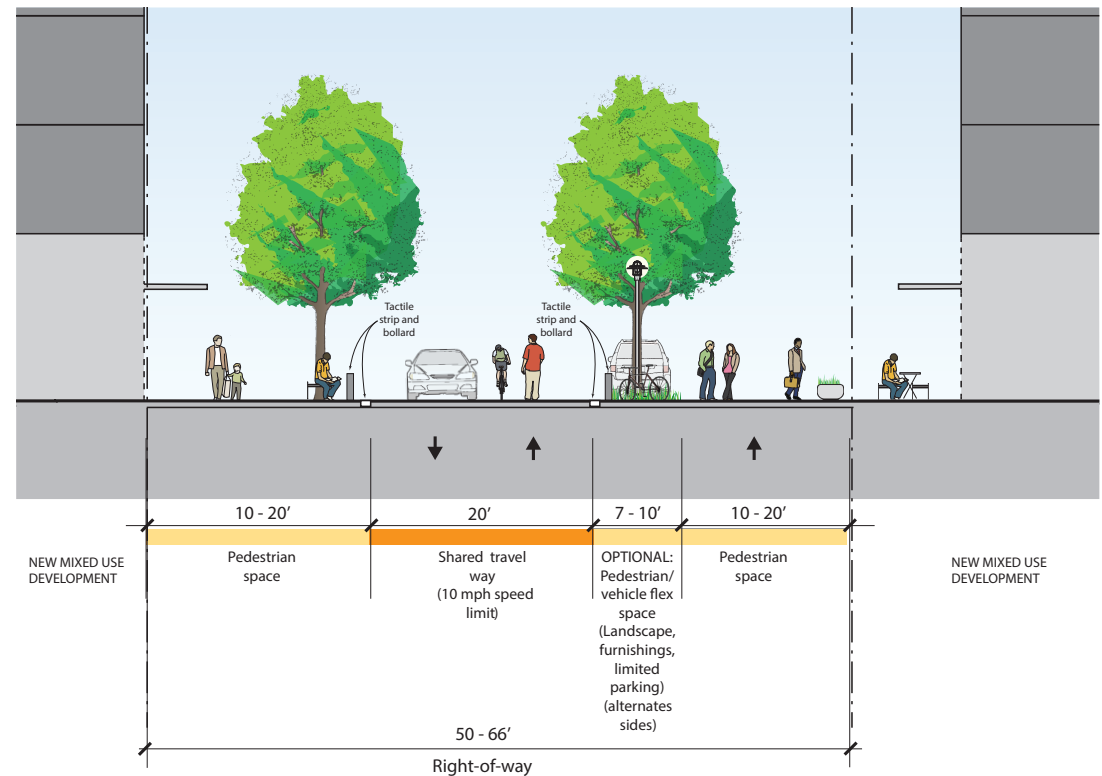 Tactile
strip and
bollard
Tactile
strip and
bollard
10 - 20’
20’
7 - 10’
10 - 20’
NEW MIXED USE
DEVELOPMENT
Pedestrian
space
Shared travel
way
(10 mph speed
limit)
OPTIONAL:
Pedestrian/
vehicle flex
space
(Landscape,
furnishings,
limited
parking)
(alternates
sides)
Pedestrian
space
NEW MIXED USE
DEVELOPMENT
50 - 66’
Right-of-way